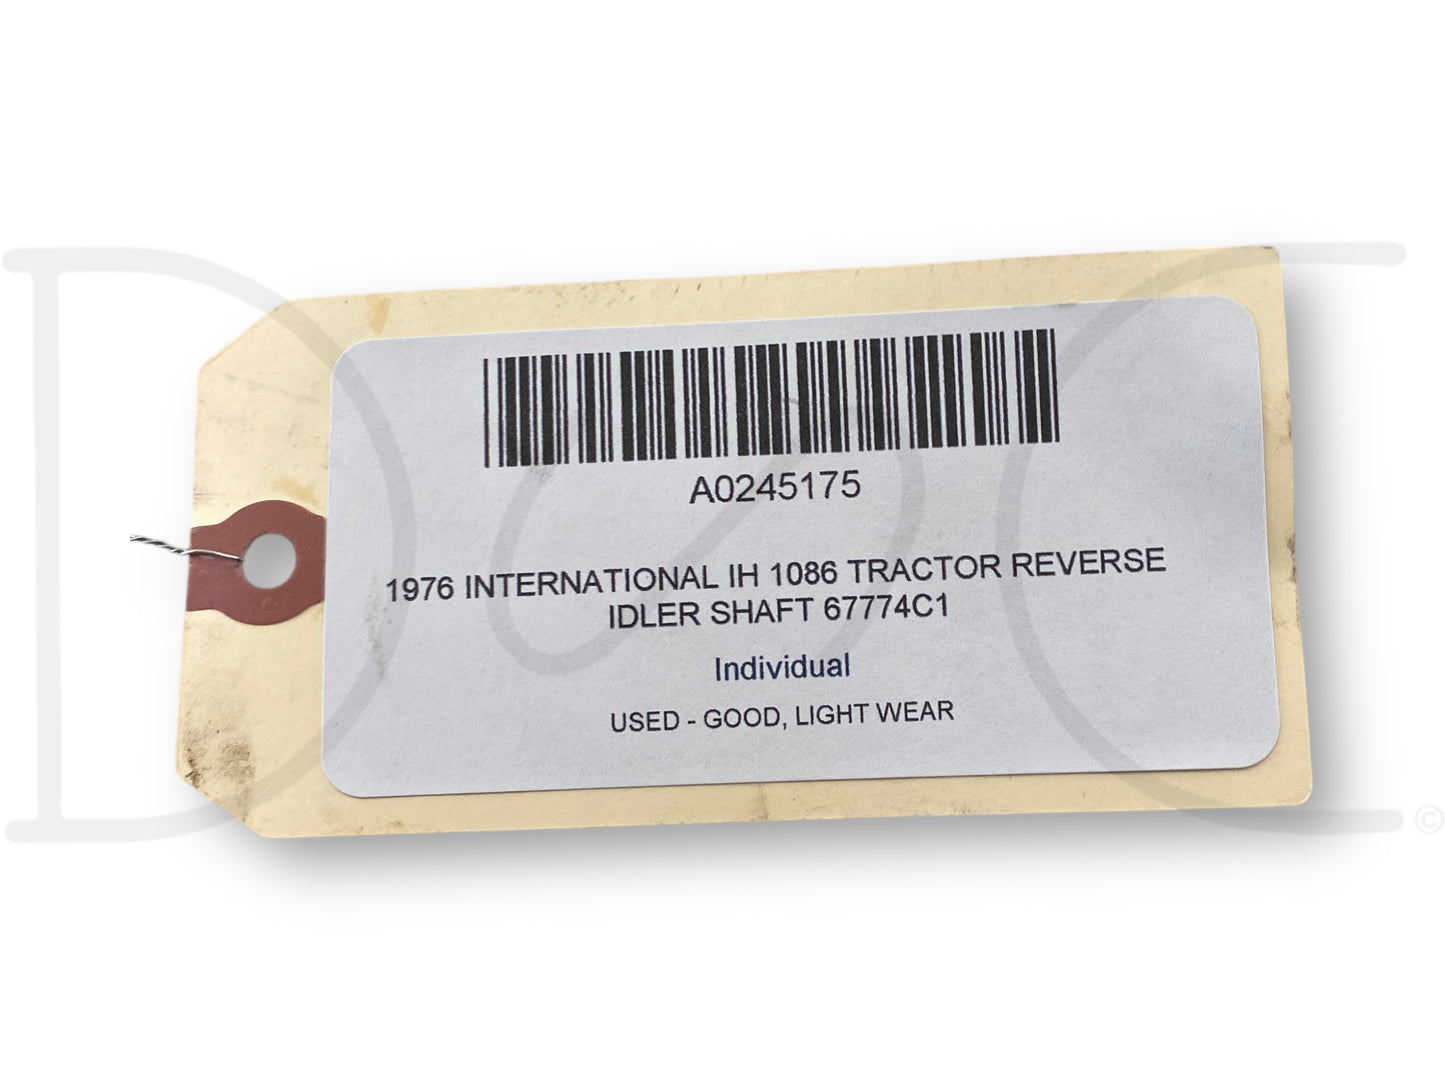 A0245175
1976 INTERNATIONAL IH 1086 TRACTOR REVERSE
IDLER SHAFT 67774C1
Individual
USED - GOOD, LIGHT WEAR
D C
©